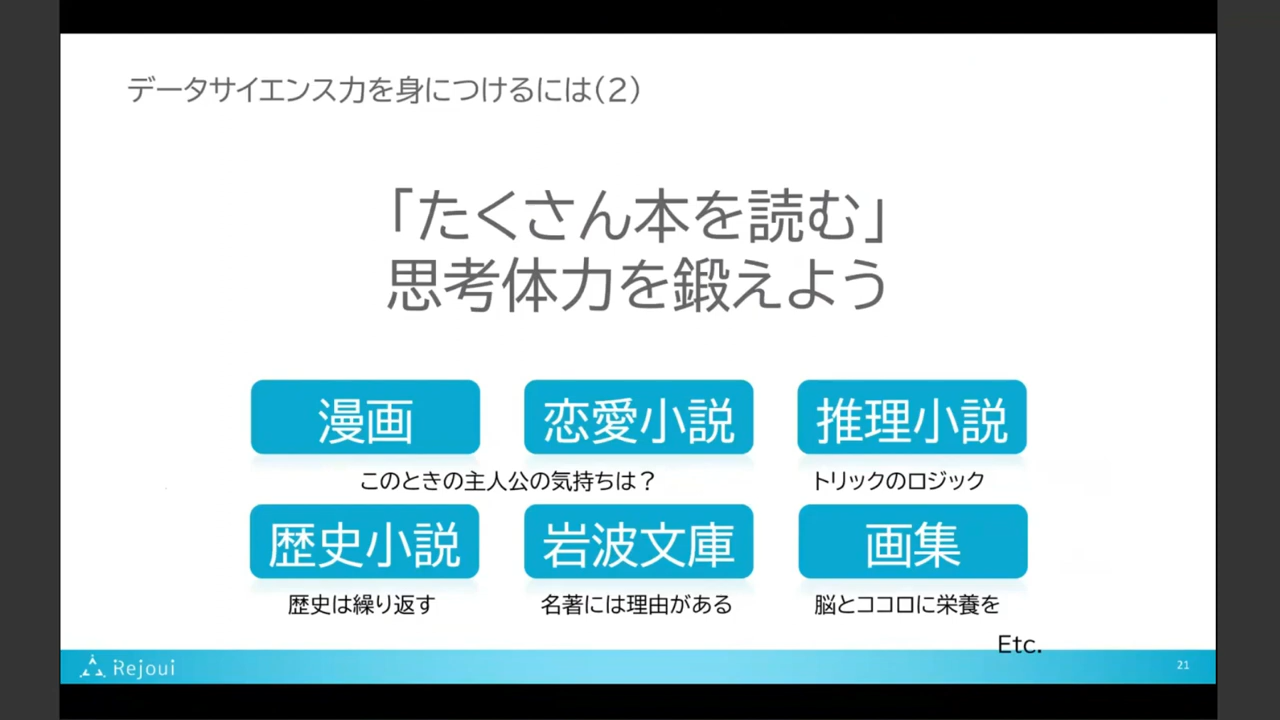 データサイエンス力を身につけるには(2)
「たくさん本を読む」
思考体力を鍛えよう
漫画 恋愛小説 推理小説
このときの主人公の気持ちは? トリックのロジック
歴史小説 岩波文庫 画集
歴史は繰り返す 名著には理由がある 脳とココロに栄養を
Etc.
Rejoui 21